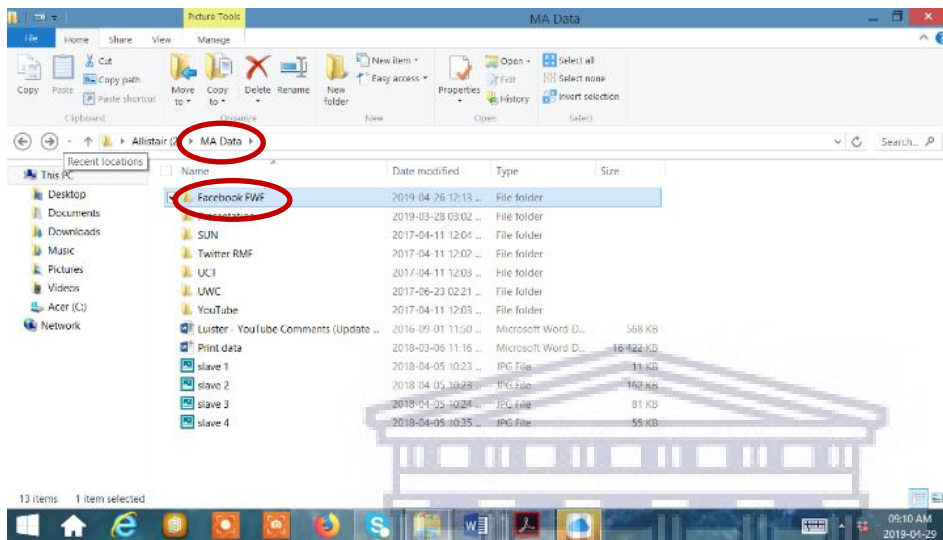 Picture Tools MA Data
File Home Share View Manage
Copy Paste Cut Copy path Paste shortcut
Move to Copy to Delete Rename New folder
New item Easy access
Properties Open Edit History
Select all Select none Invert selection
Clipboard Organize New Open Select
Allistair (2 MA Data Search...
Recent locations
This PC
Desktop
Documents
Downloads
Music
Pictures
Videos
Acer (C:)
Network
Name Date modified Type Size
Facebook FWF 2019-04-26 12:13 ... File folder
Presentation 2019-03-28 03:02 ... File folder
SUN 2017-04-11 12:04 ... File folder
Twitter RMF 2017-04-11 12:02 ... File folder
UCT 2017-04-11 12:03 ... File folder
UWC 2017-06-23 02:21 ... File folder
YouTube 2017-04-11 12:03 ... File folder
Luister - YouTube Comments (Update ... 2016-09-01 11:50 ... Microsoft Word D... 568 KB
Print data 2018-03-06 11:16 ... Microsoft Word D... 16 422 KB
slave 1 2018-04-05 10:23 ... JPG File 11 KB
slave 2 2018-04-05 10:23 ... JPG File 162 KB
slave 3 2018-04-05 10:24 ... JPG File 81 KB
slave 4 2018-04-05 10:35 ... JPG File 55 KB
13 items 1 item selected
09:10 AM
2019-04-29